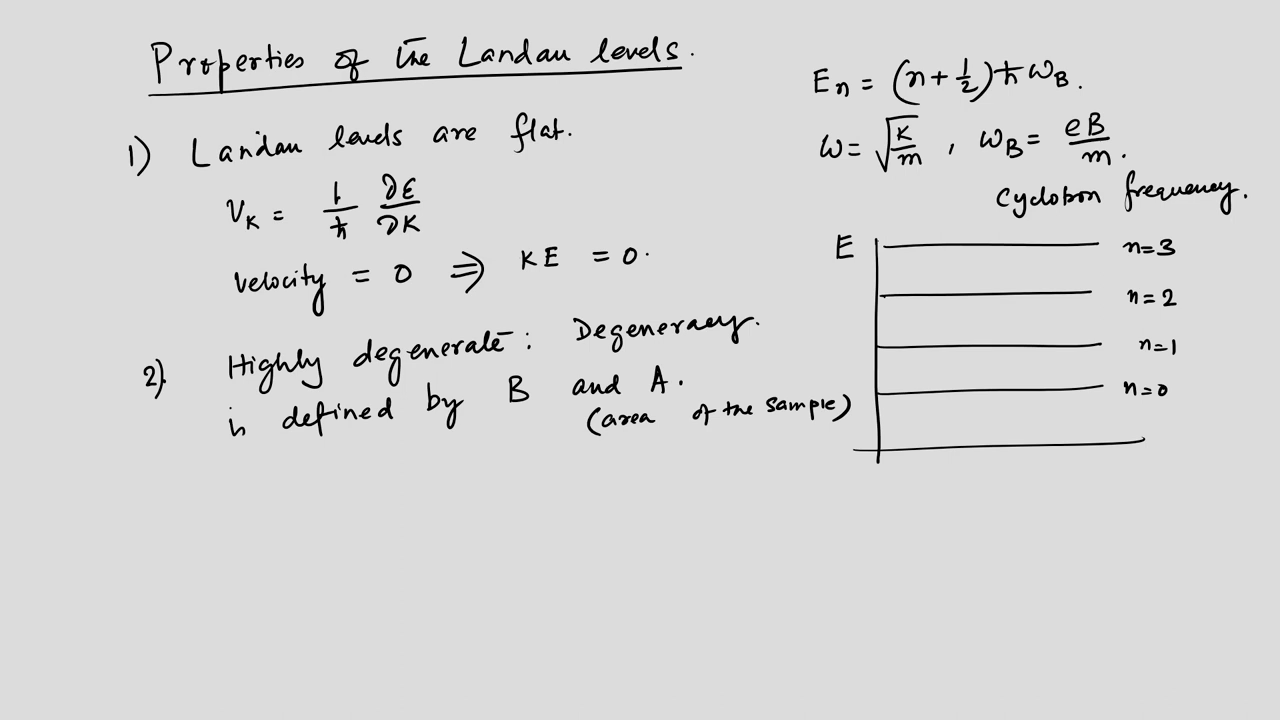 Properties of the Landau levels.
1) Landau levels are flat.
V_K = 1/ħ ∂ε/∂K
velocity = 0 ⇒ KE = 0.
2). Highly degenerate: Degeneracy.
is defined by B and A.
(area of the sample)
E_n = (n + 1/2) ħ ω_B.
ω = √(K/m) , ω_B = eB/m.
Cyclotron frequency.
E
n=3
n=2
n=1
n=0